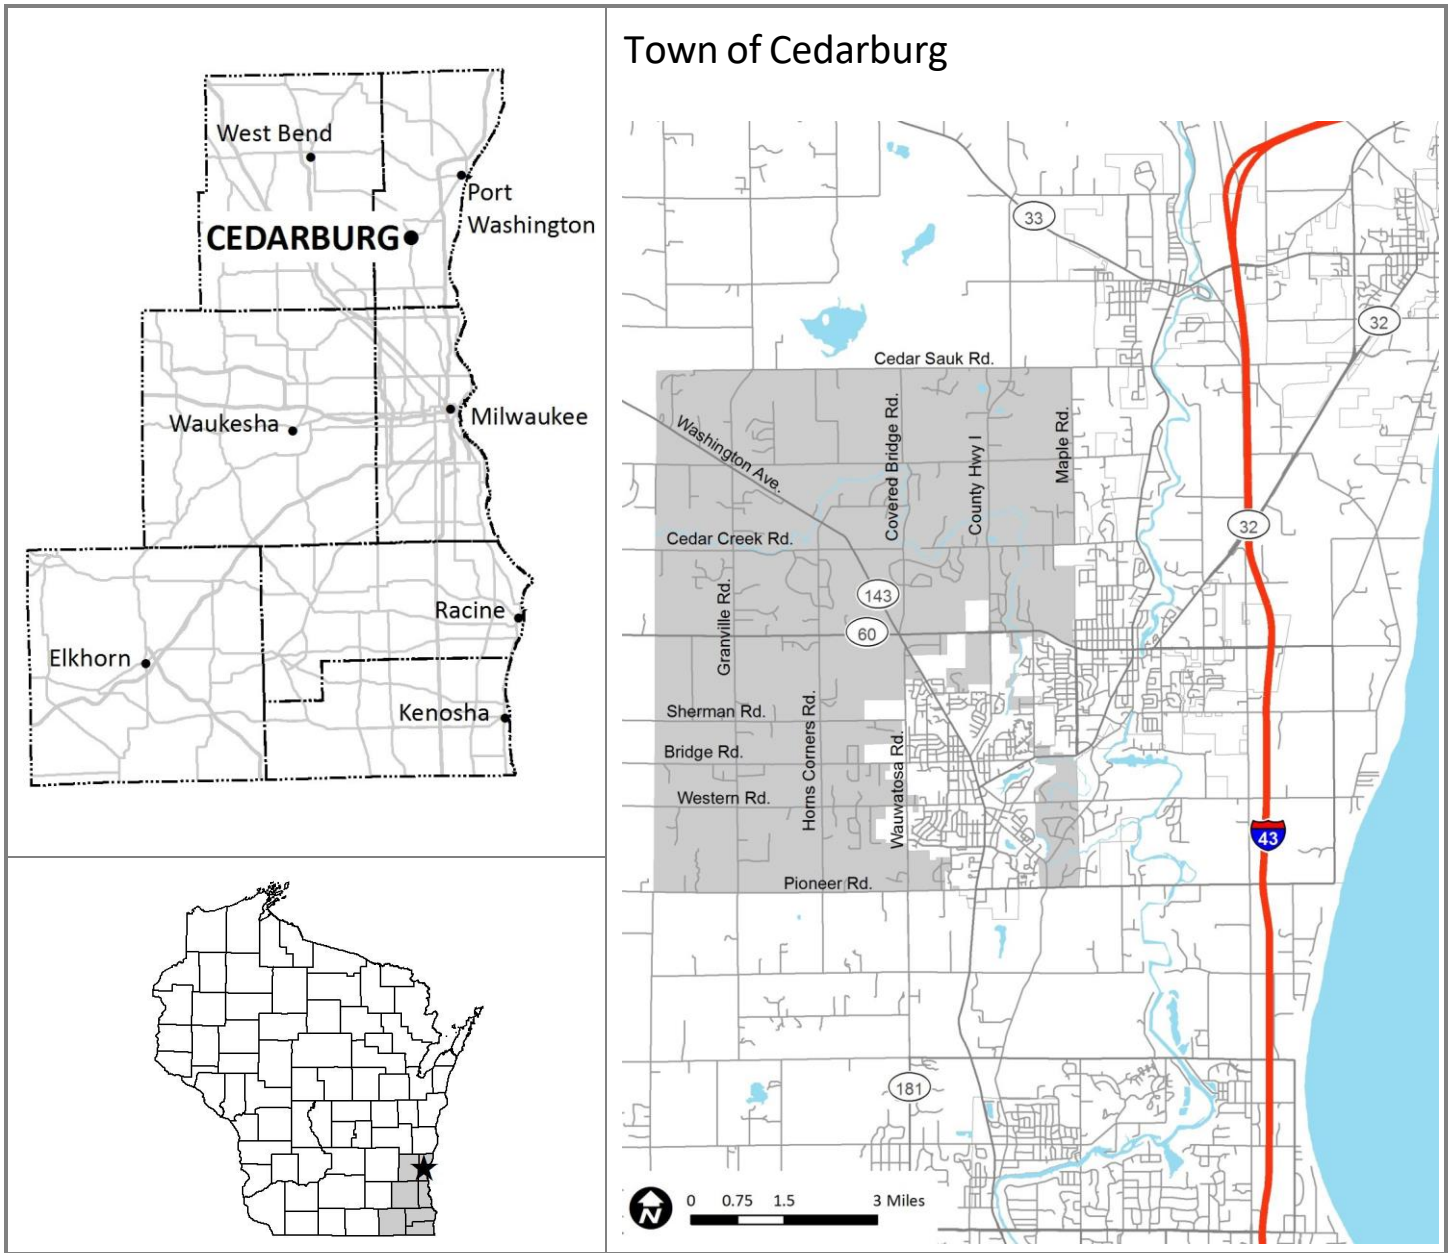 Town of Cedarburg
West Bend
Port
Washington
CEDARBURG
Waukesha
Milwaukee
Racine
Elkhorn
Kenosha
33
32
Cedar Sauk Rd.
Washington Ave.
Covered Bridge Rd.
County Hwy I
Maple Rd.
32
Cedar Creek Rd.
143
60
Granville Rd.
Sherman Rd.
Horns Corners Rd.
Bridge Rd.
Wauwatosa Rd.
Western Rd.
43
Pioneer Rd.
181
N
0 0.75 1.5 3 Miles